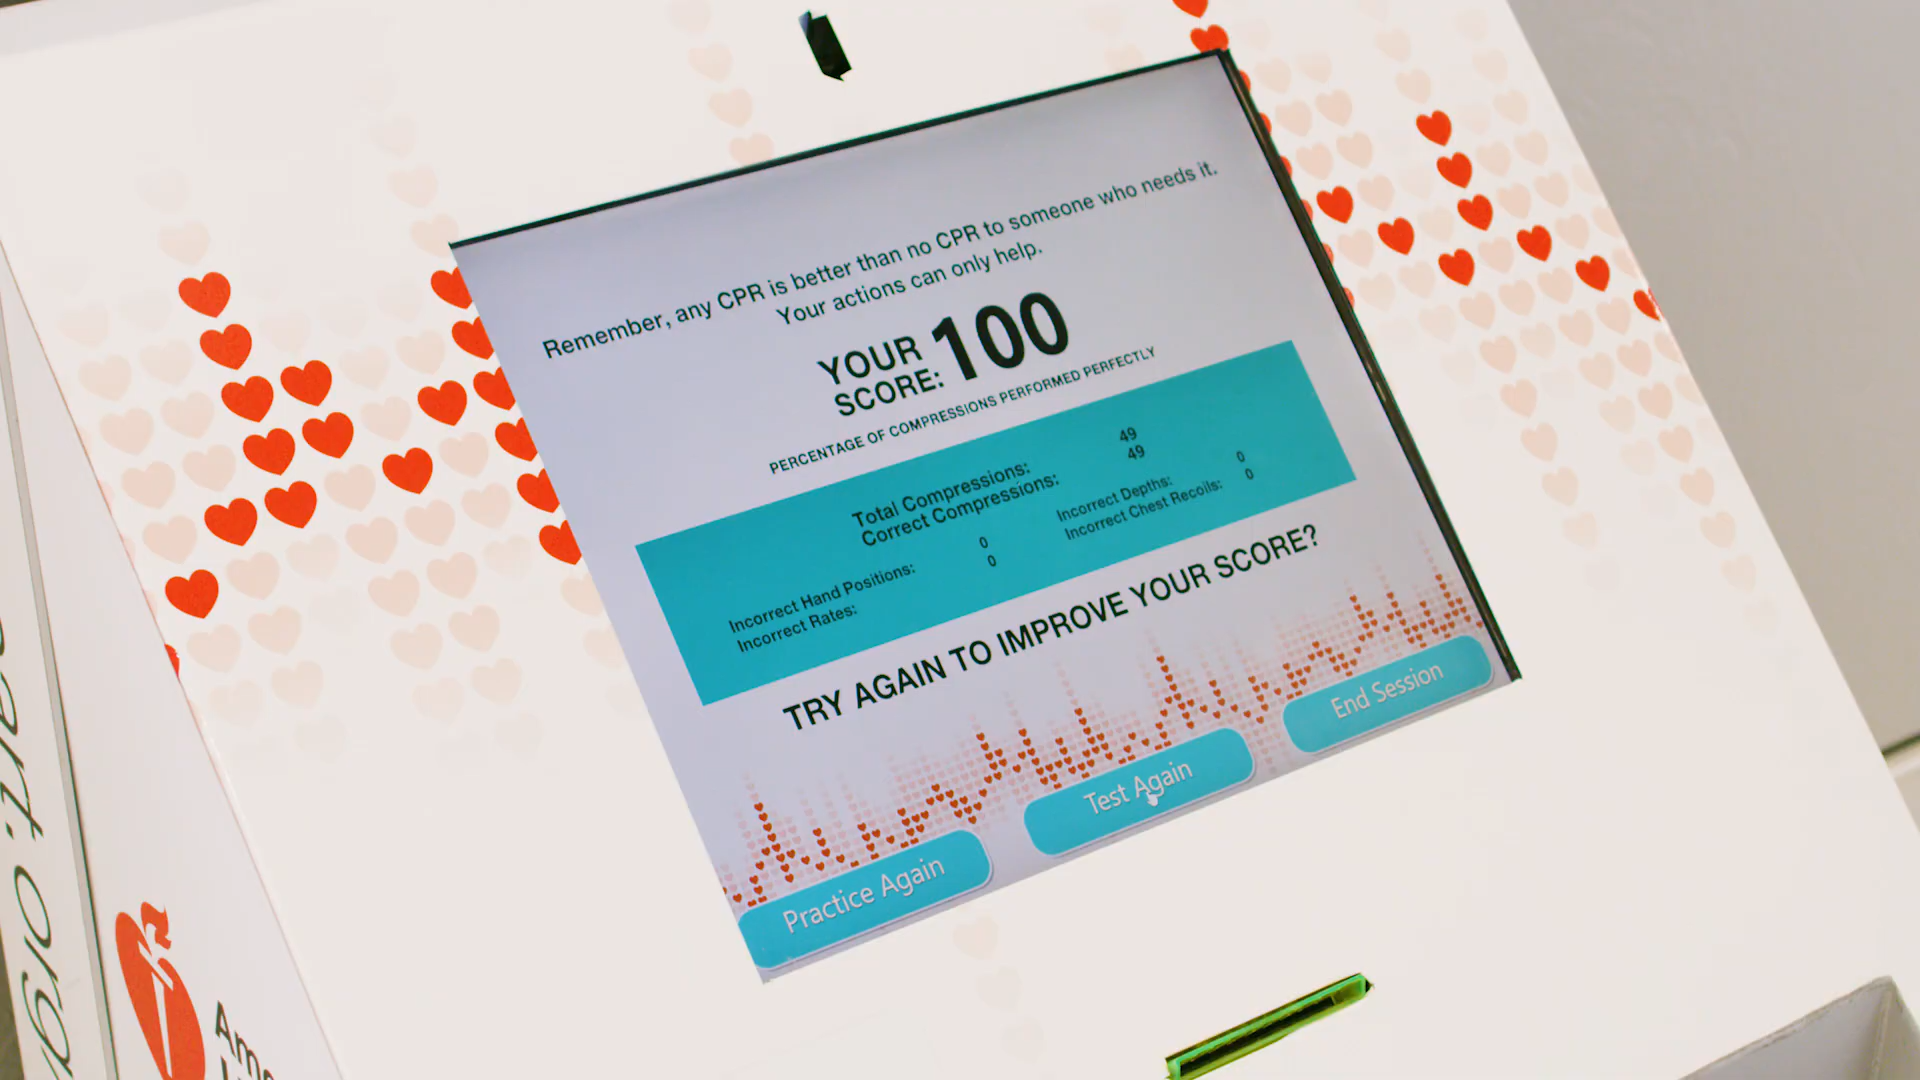 Remember, any CPR is better than no CPR to someone who needs it.
Your actions can only help.
YOUR SCORE: 100
PERCENTAGE OF COMPRESSIONS PERFORMED PERFECTLY
Total Compressions: 49
Correct Compressions: 49
Incorrect Hand Positions: 0
Incorrect Rates: 0
Incorrect Depths: 0
Incorrect Chest Recoils: 0
TRY AGAIN TO IMPROVE YOUR SCORE?
Practice Again
Test Again
End Session
.org